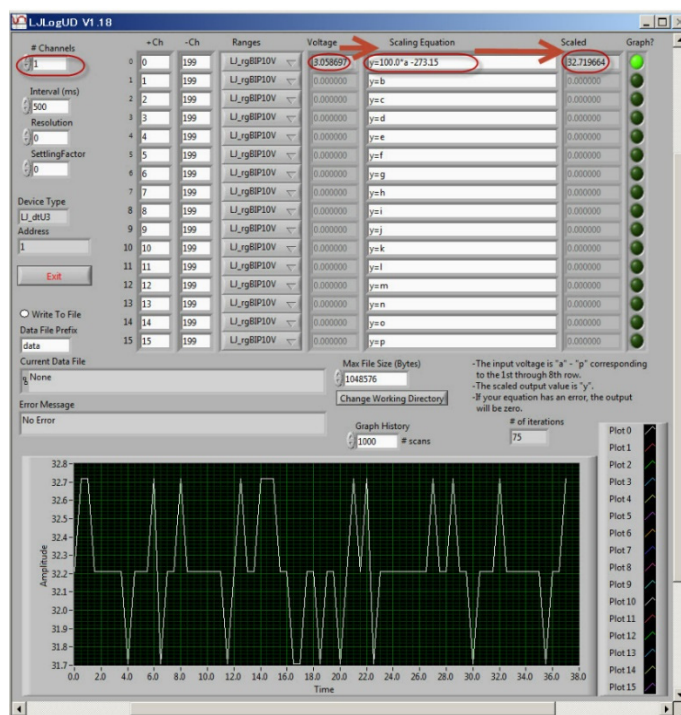 LJLogUD V1.18
# Channels
1
Interval (ms)
500
Resolution
0
SettlingFactor
0
Device Type
LJ_dtU3
Address
1
Exit
Write To File
Data File Prefix
data
+Ch -Ch Ranges Voltage Scaling Equation Scaled Graph?
0 0 199 LJ_rgBIP10V 3.058697 y=100.0*a -273.15 32.719664
1 1 199 LJ_rgBIP10V 0.000000 y=b 0.000000
2 2 199 LJ_rgBIP10V 0.000000 y=c 0.000000
3 3 199 LJ_rgBIP10V 0.000000 y=d 0.000000
4 4 199 LJ_rgBIP10V 0.000000 y=e 0.000000
5 5 199 LJ_rgBIP10V 0.000000 y=f 0.000000
6 6 199 LJ_rgBIP10V 0.000000 y=g 0.000000
7 7 199 LJ_rgBIP10V 0.000000 y=h 0.000000
8 8 199 LJ_rgBIP10V 0.000000 y=i 0.000000
9 9 199 LJ_rgBIP10V 0.000000 y=j 0.000000
10 10 199 LJ_rgBIP10V 0.000000 y=k 0.000000
11 11 199 LJ_rgBIP10V 0.000000 y=l 0.000000
12 12 199 LJ_rgBIP10V 0.000000 y=m 0.000000
13 13 199 LJ_rgBIP10V 0.000000 y=n 0.000000
14 14 199 LJ_rgBIP10V 0.000000 y=o 0.000000
15 15 199 LJ_rgBIP10V 0.000000 y=p 0.000000
Current Data File
None
Error Message
No Error
Max File Size (Bytes)
1048576
Change Working Directory
Graph History
1000 # scans
-The input voltage is "a" - "p" corresponding
to the 1st through 8th row.
-The scaled output value is "y".
-If your equation has an error, the output
will be zero.
# of iterations
75
Amplitude
32.8
32.7
32.6
32.5
32.4
32.3
32.2
32.1
32.0
31.9
31.8
31.7
0.0 2.0 4.0 6.0 8.0 10.0 12.0 14.0 16.0 18.0 20.0 22.0 24.0 26.0 28.0 30.0 32.0 34.0 36.0 38.0
Time
Plot 0
Plot 1
Plot 2
Plot 3
Plot 4
Plot 5
Plot 6
Plot 7
Plot 8
Plot 9
Plot 10
Plot 11
Plot 12
Plot 13
Plot 14
Plot 15